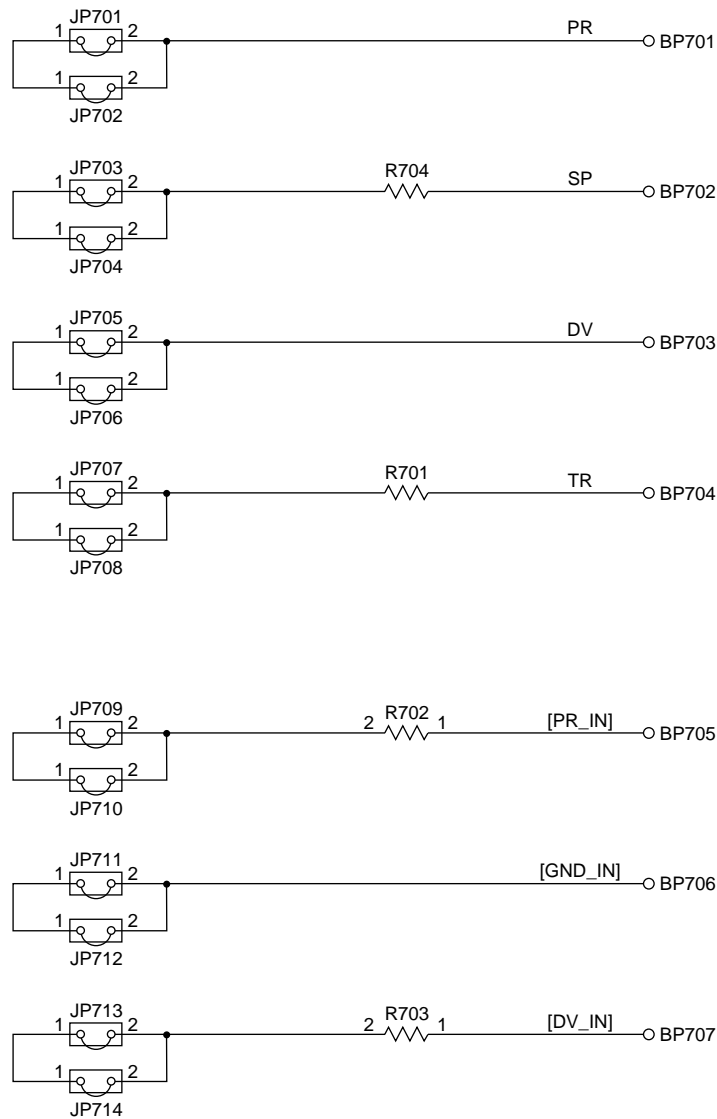 JP701
1 2 PR BP701
1 2
JP702
JP703
1 2 R704 SP BP702
1 2
JP704
JP705
1 2 DV BP703
1 2
JP706
JP707
1 2 R701 TR BP704
1 2
JP708
JP709
1 2 2 R702 1 [PR_IN] BP705
1 2
JP710
JP711
1 2 [GND_IN] BP706
1 2
JP712
JP713
1 2 2 R703 1 [DV_IN] BP707
1 2
JP714